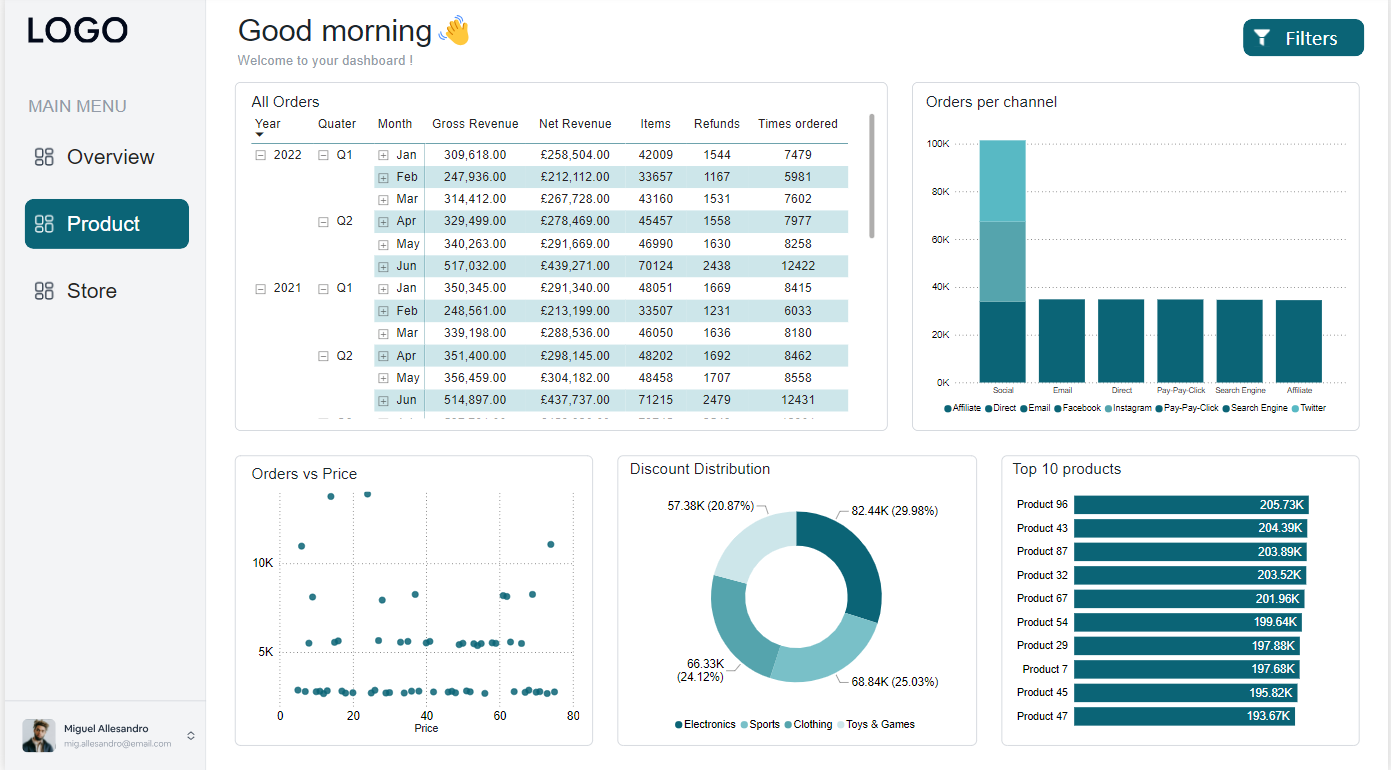 LOGO
MAIN MENU
Overview
Product
Store
Miguel Allesandro
mig.allesandro@email.com
Good morning 👋
Welcome to your dashboard !
Filters
All Orders
Year Quater Month Gross Revenue Net Revenue Items Refunds Times ordered
2022 Q1 Jan 309,618.00 £258,504.00 42009 1544 7479
Feb 247,936.00 £212,112.00 33657 1167 5981
Mar 314,412.00 £267,728.00 43160 1531 7602
Q2 Apr 329,499.00 £278,469.00 45457 1558 7977
May 340,263.00 £291,669.00 46990 1630 8258
Jun 517,032.00 £439,271.00 70124 2438 12422
2021 Q1 Jan 350,345.00 £291,340.00 48051 1669 8415
Feb 248,561.00 £213,199.00 33507 1231 6033
Mar 339,198.00 £288,536.00 46050 1636 8180
Q2 Apr 351,400.00 £298,145.00 48202 1692 8462
May 356,459.00 £304,182.00 48458 1707 8558
Jun 514,897.00 £437,737.00 71215 2479 12431
Orders per channel
100K
80K
60K
40K
20K
0K
Social Email Direct Pay-Pay-Click Search Engine Affiliate
Affiliate Direct Email Facebook Instagram Pay-Pay-Click Search Engine Twitter
Orders vs Price
10K
5K
0 20 40 60 80
Price
Discount Distribution
57.38K (20.87%)
82.44K (29.98%)
66.33K
(24.12%)
68.84K (25.03%)
Electronics Sports Clothing Toys & Games
Top 10 products
Product 96 205.73K
Product 43 204.39K
Product 87 203.89K
Product 32 203.52K
Product 67 201.96K
Product 54 199.64K
Product 29 197.88K
Product 7 197.68K
Product 45 195.82K
Product 47 193.67K